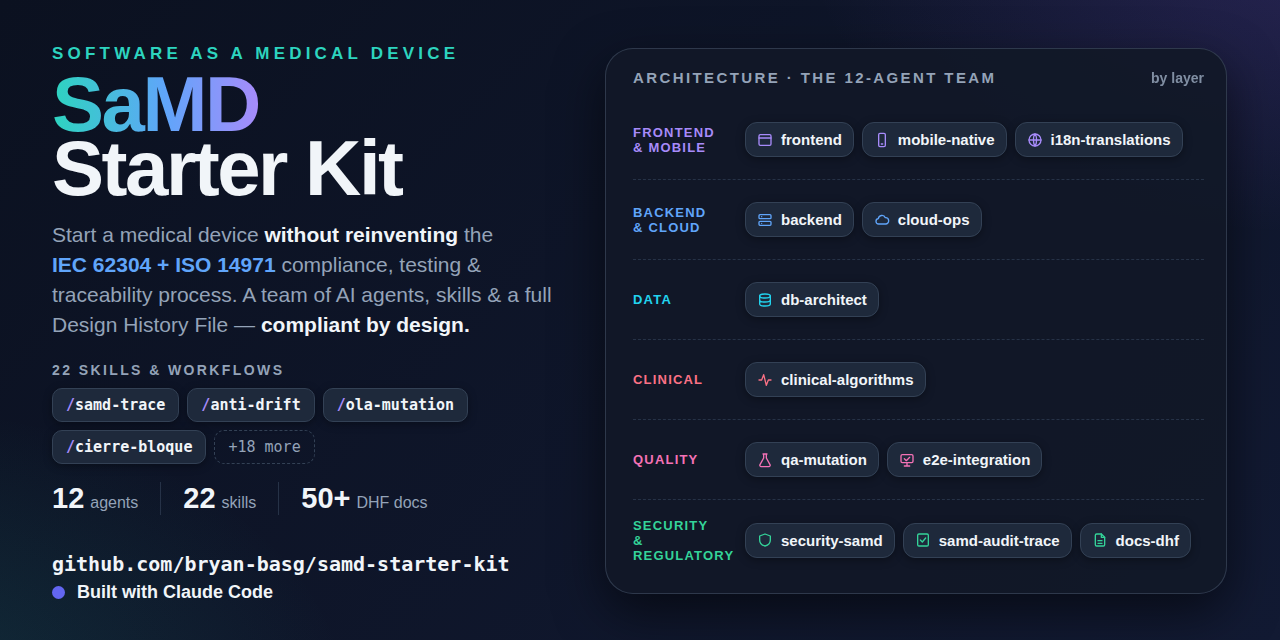 SOFTWARE AS A MEDICAL DEVICE
SaMD
Starter Kit
Start a medical device without reinventing the
IEC 62304 + ISO 14971 compliance, testing &
traceability process. A team of AI agents, skills & a full
Design History File — compliant by design.
22 SKILLS & WORKFLOWS
/samd-trace /anti-drift /ola-mutation
/cierre-bloque +18 more
12 agents 22 skills 50+ DHF docs
github.com/bryan-basg/samd-starter-kit
Built with Claude Code
ARCHITECTURE · THE 12-AGENT TEAM by layer
FRONTEND
& MOBILE
frontend mobile-native i18n-translations
BACKEND
& CLOUD
backend cloud-ops
DATA
db-architect
CLINICAL
clinical-algorithms
QUALITY
qa-mutation e2e-integration
SECURITY
&
REGULATORY
security-samd samd-audit-trace docs-dhf